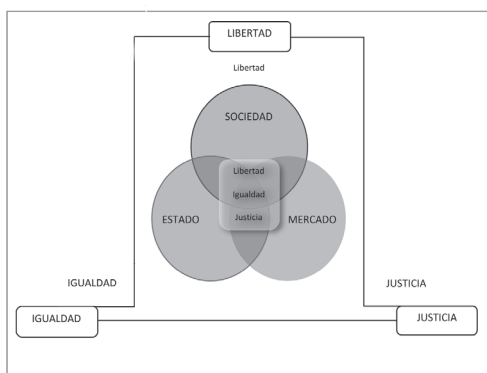 LIBERTAD
Libertad
SOCIEDAD
Libertad
Igualdad
Justicia
ESTADO
MERCADO
IGUALDAD
JUSTICIA
IGUALDAD
JUSTICIA